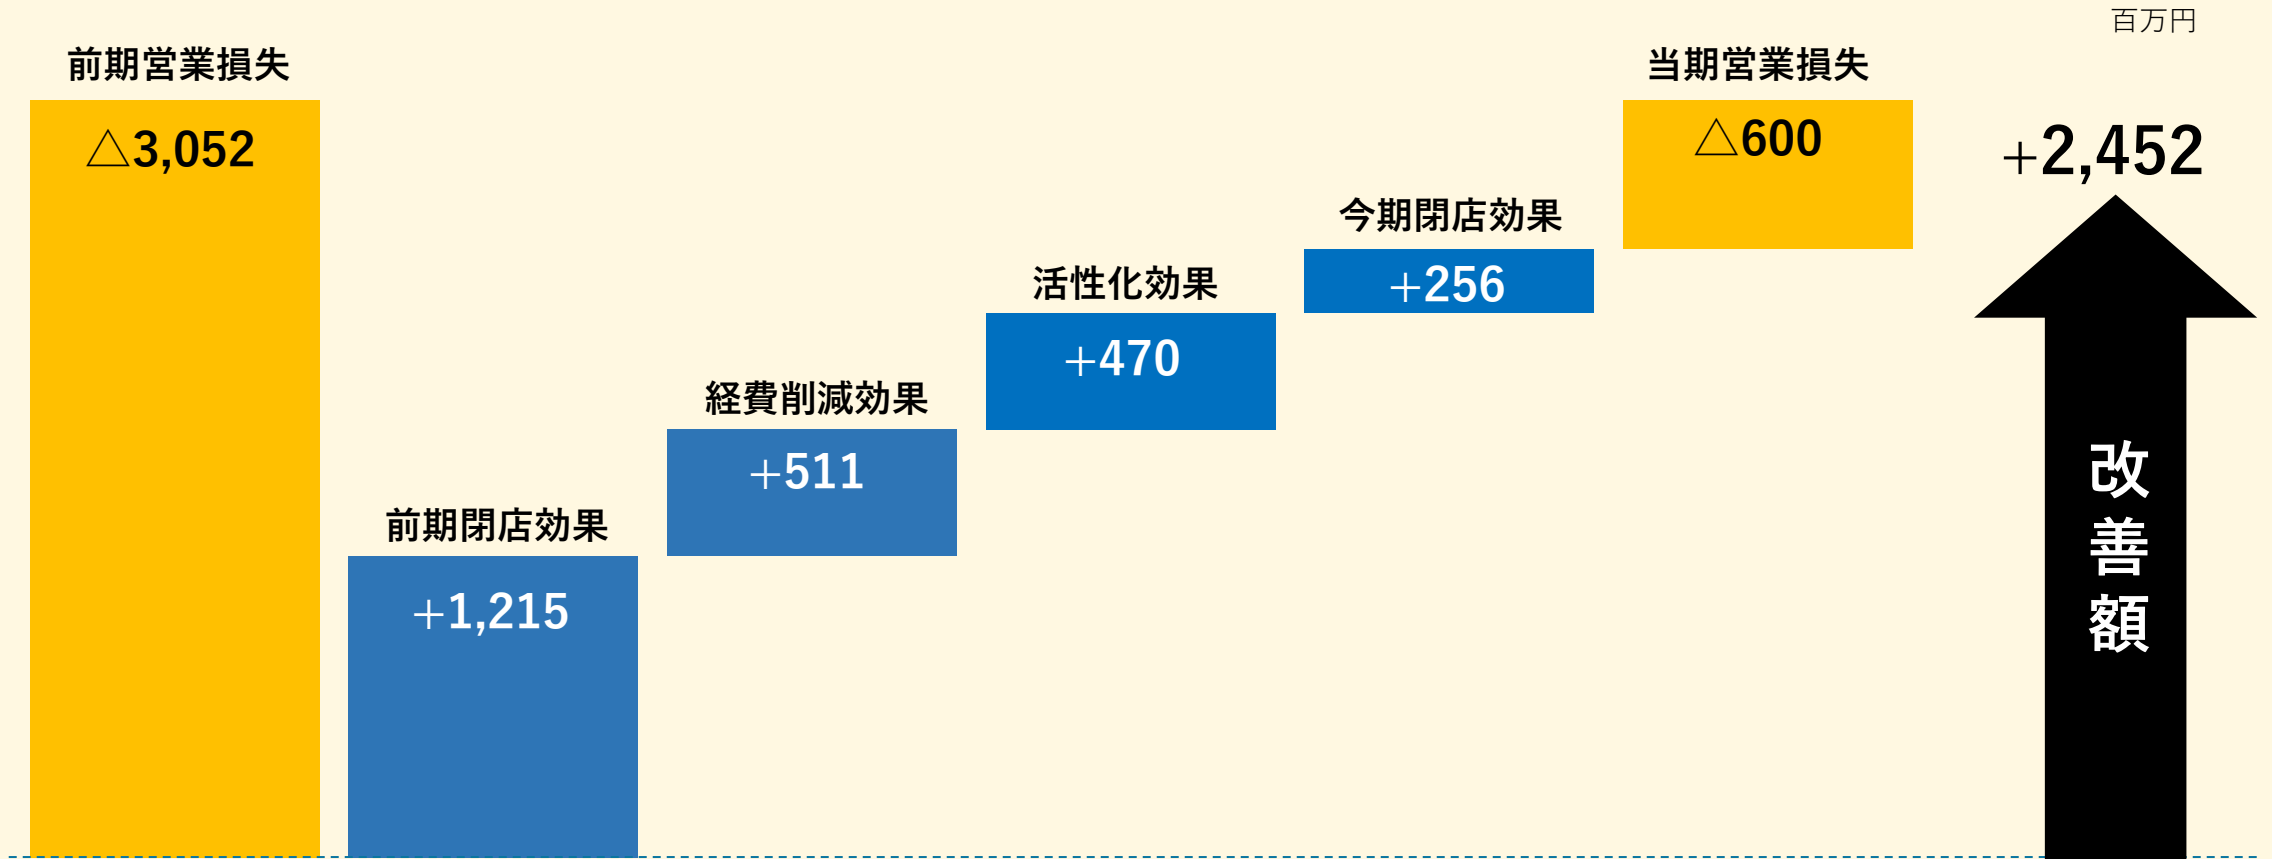 百万円
前期営業損失
△3,052
前期閉店効果
+1,215
経費削減効果
+511
活性化効果
+470
今期閉店効果
+256
当期営業損失
△600
+2,452
改善額